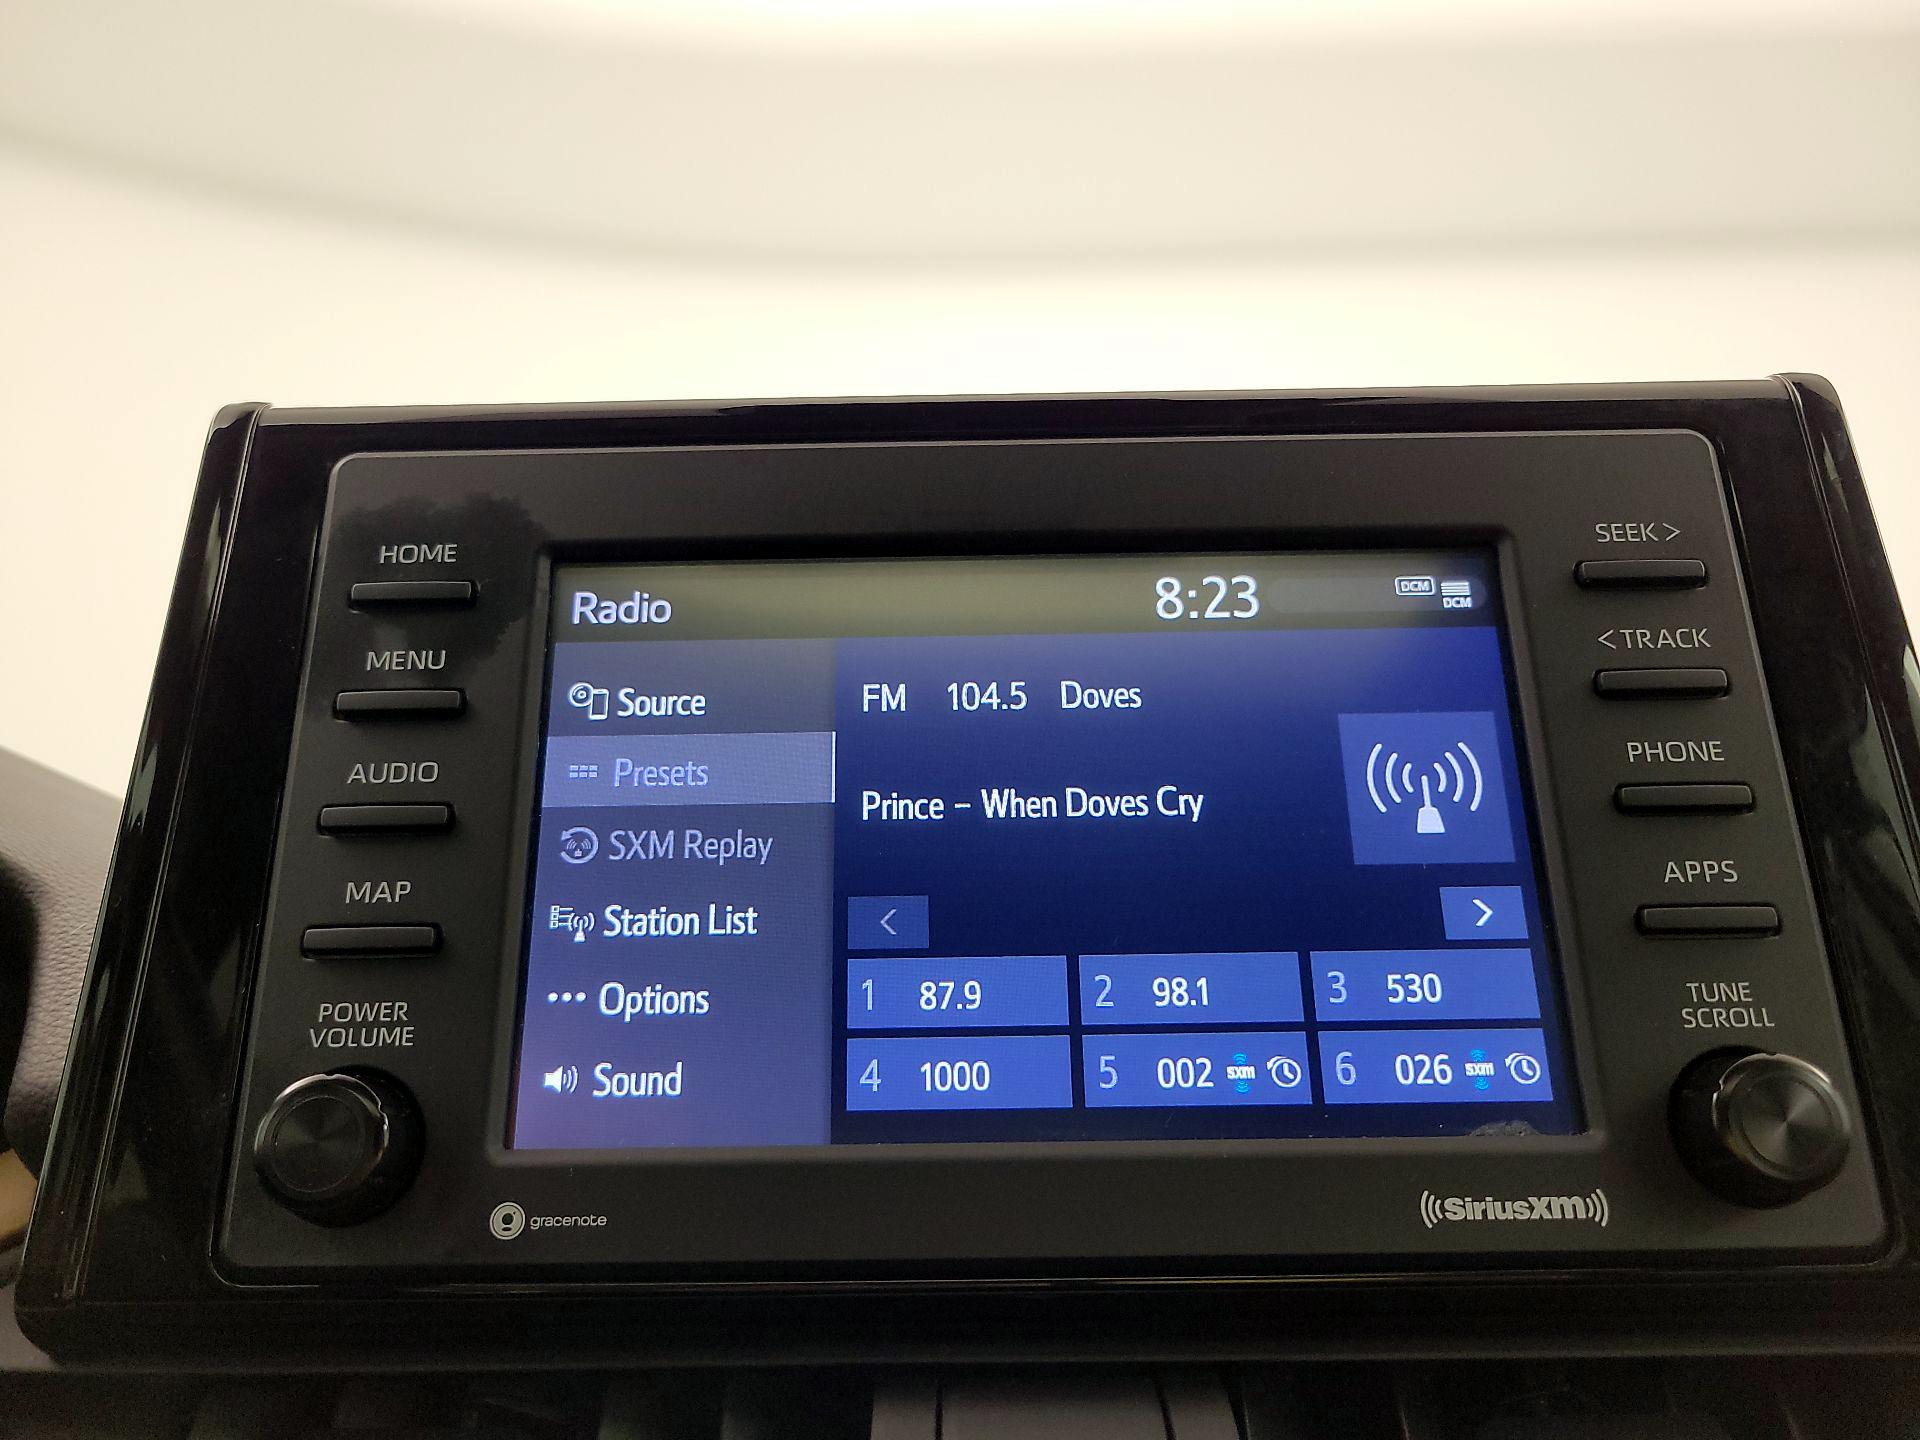 HOME
MENU
AUDIO
MAP
POWER
VOLUME
Radio
8:23
DCM
DCM
Source
Presets
SXM Replay
Station List
Options
Sound
FM 104.5 Doves
Prince – When Doves Cry
< >
1 87.9 2 98.1 3 530
4 1000 5 002 sxm 6 026 sxm
SEEK >
< TRACK
PHONE
APPS
TUNE
SCROLL
gracenote
SiriusXM